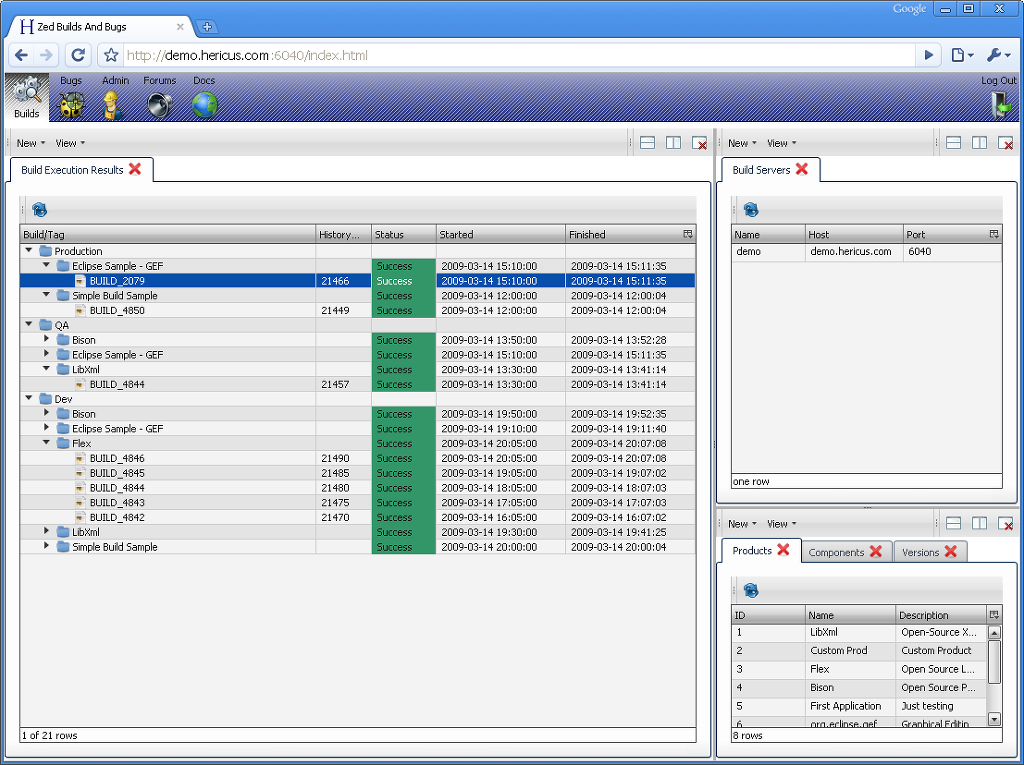 Google
Zed Builds And Bugs
http://demo.hericus.com:6040/index.html
Builds Bugs Admin Forums Docs Log Out
New View
Build Execution Results
Build/Tag History... Status Started Finished
Production
Eclipse Sample - GEF Success 2009-03-14 15:10:00 2009-03-14 15:11:35
BUILD_2079 21466 Success 2009-03-14 15:10:00 2009-03-14 15:11:35
Simple Build Sample Success 2009-03-14 12:00:00 2009-03-14 12:00:04
BUILD_4850 21449 Success 2009-03-14 12:00:00 2009-03-14 12:00:04
QA
Bison Success 2009-03-14 13:50:00 2009-03-14 13:52:28
Eclipse Sample - GEF Success 2009-03-14 15:10:00 2009-03-14 15:11:35
LibXml Success 2009-03-14 13:30:00 2009-03-14 13:41:14
BUILD_4844 21457 Success 2009-03-14 13:30:00 2009-03-14 13:41:14
Dev
Bison Success 2009-03-14 19:50:00 2009-03-14 19:52:35
Eclipse Sample - GEF Success 2009-03-14 19:10:00 2009-03-14 19:11:40
Flex Success 2009-03-14 20:05:00 2009-03-14 20:07:08
BUILD_4846 21490 Success 2009-03-14 20:05:00 2009-03-14 20:07:08
BUILD_4845 21485 Success 2009-03-14 19:05:00 2009-03-14 19:07:02
BUILD_4844 21480 Success 2009-03-14 18:05:00 2009-03-14 18:07:03
BUILD_4843 21475 Success 2009-03-14 17:05:00 2009-03-14 17:07:03
BUILD_4842 21470 Success 2009-03-14 16:05:00 2009-03-14 16:07:02
LibXml Success 2009-03-14 19:30:00 2009-03-14 19:41:25
Simple Build Sample Success 2009-03-14 20:00:00 2009-03-14 20:00:04
1 of 21 rows
New View
Build Servers
Name Host Port
demo demo.hericus.com 6040
one row
New View
Products Components Versions
ID Name Description
1 LibXml Open-Source X...
2 Custom Prod Custom Product
3 Flex Open Source L...
4 Bison Open Source P...
5 First Application Just testing
6 org.eclipse.gef Graphical Editin
8 rows